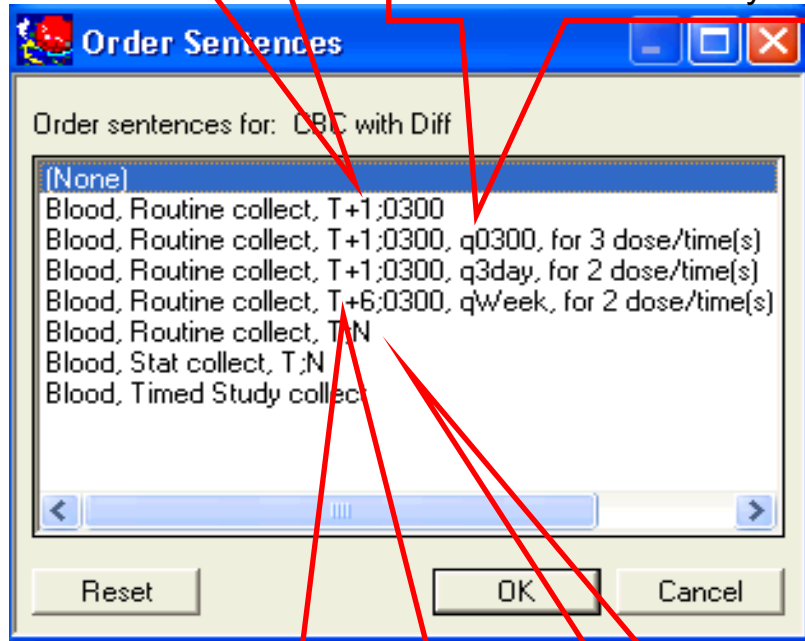 Order Sentences
Order sentences for: CBC with Diff
(None)
Blood, Routine collect, T+1;0300
Blood, Routine collect, T+1;0300, q0300, for 3 dose/time(s)
Blood, Routine collect, T+1;0300, q3day, for 2 dose/time(s)
Blood, Routine collect, T+6;0300, qWeek, for 2 dose/time(s)
Blood, Routine collect, T;N
Blood, Stat collect, T;N
Blood, Timed Study collect
Reset OK Cancel